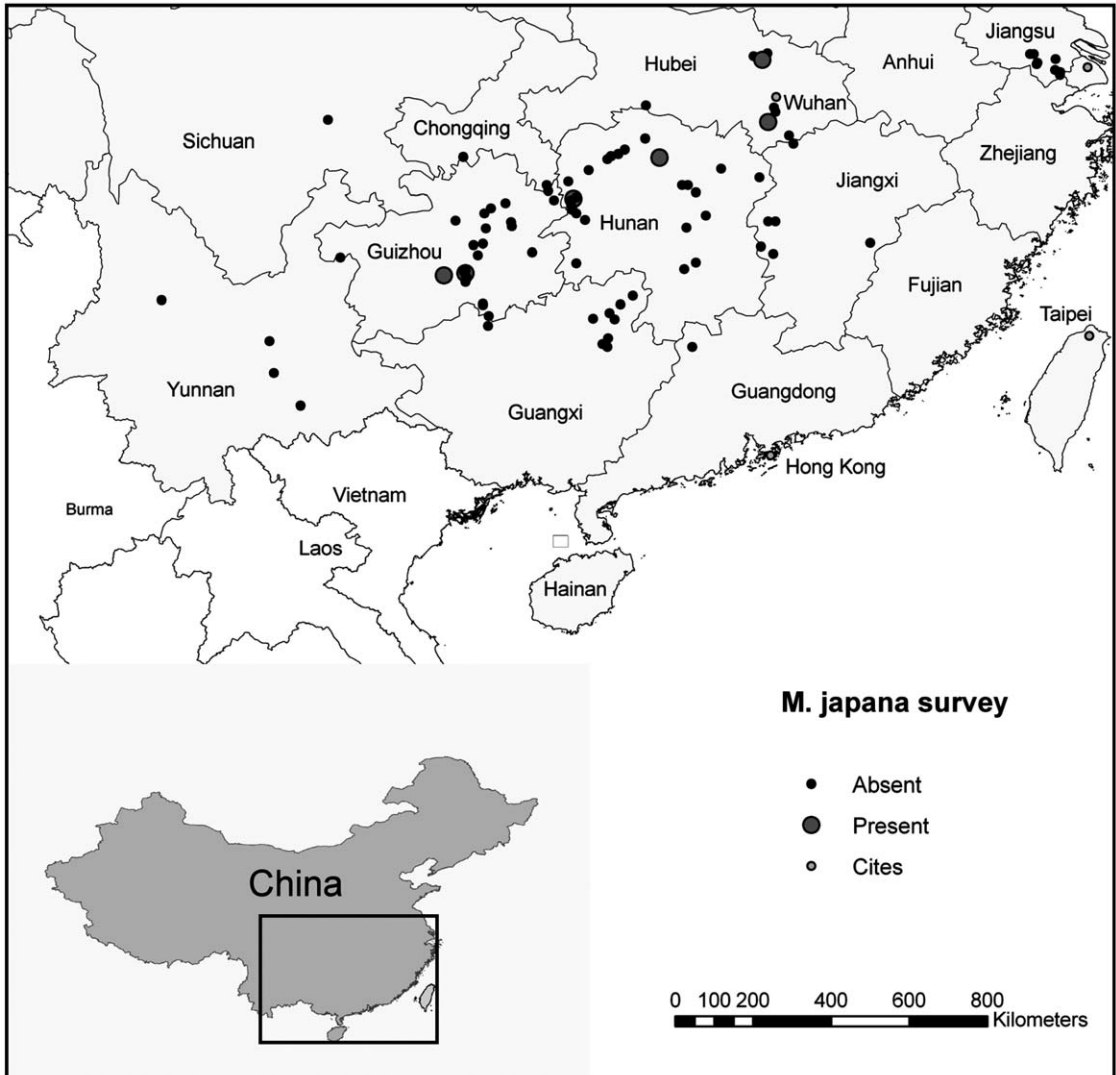 Jiangsu
Hubei
Anhui
Wuhan
Chongqing
Sichuan
Zhejiang
Jiangxi
Hunan
Guizhou
Fujian
Taipei
Yunnan
Guangxi
Guangdong
Hong Kong
Vietnam
Burma
Laos
Hainan
M. japana survey
Absent
Present
Cites
China
0 100 200 400 600 800
Kilometers